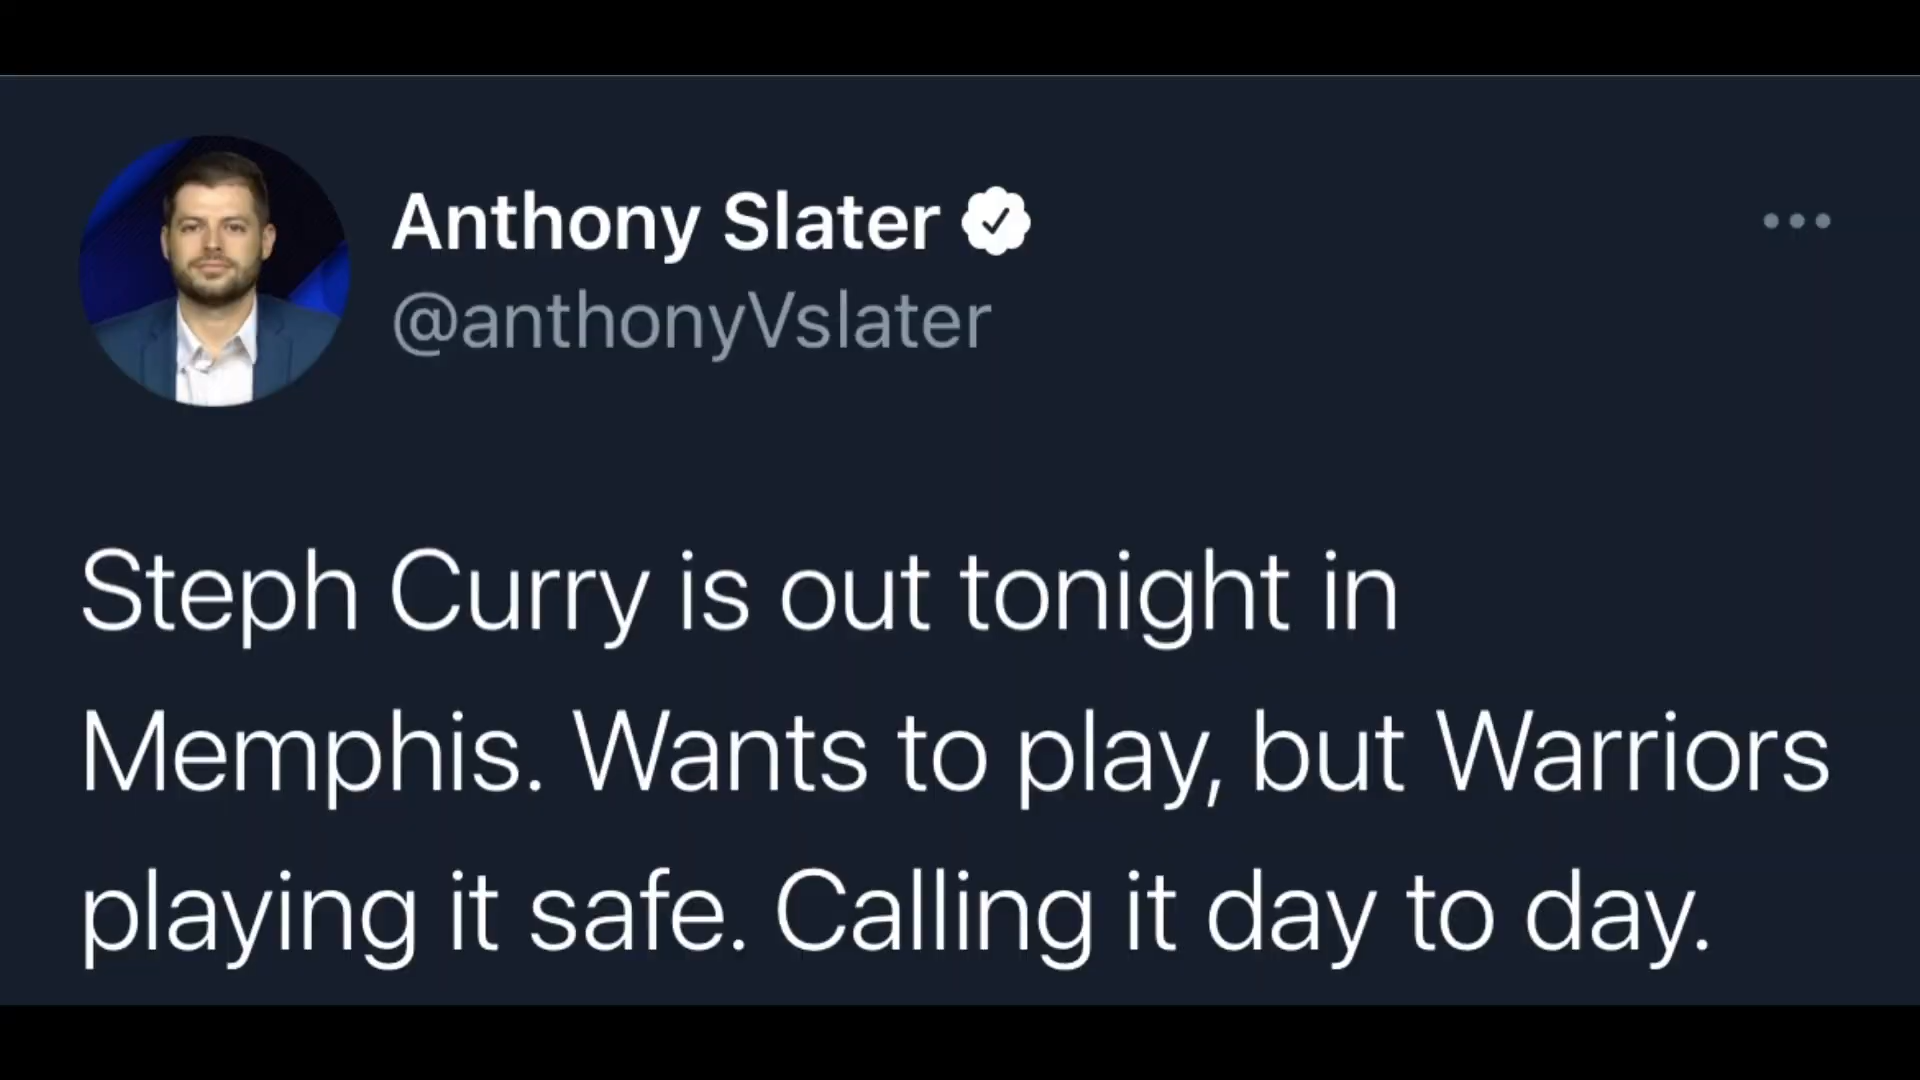 Anthony Slater
@anthonyVslater
Steph Curry is out tonight in
Memphis. Wants to play, but Warriors
playing it safe. Calling it day to day.